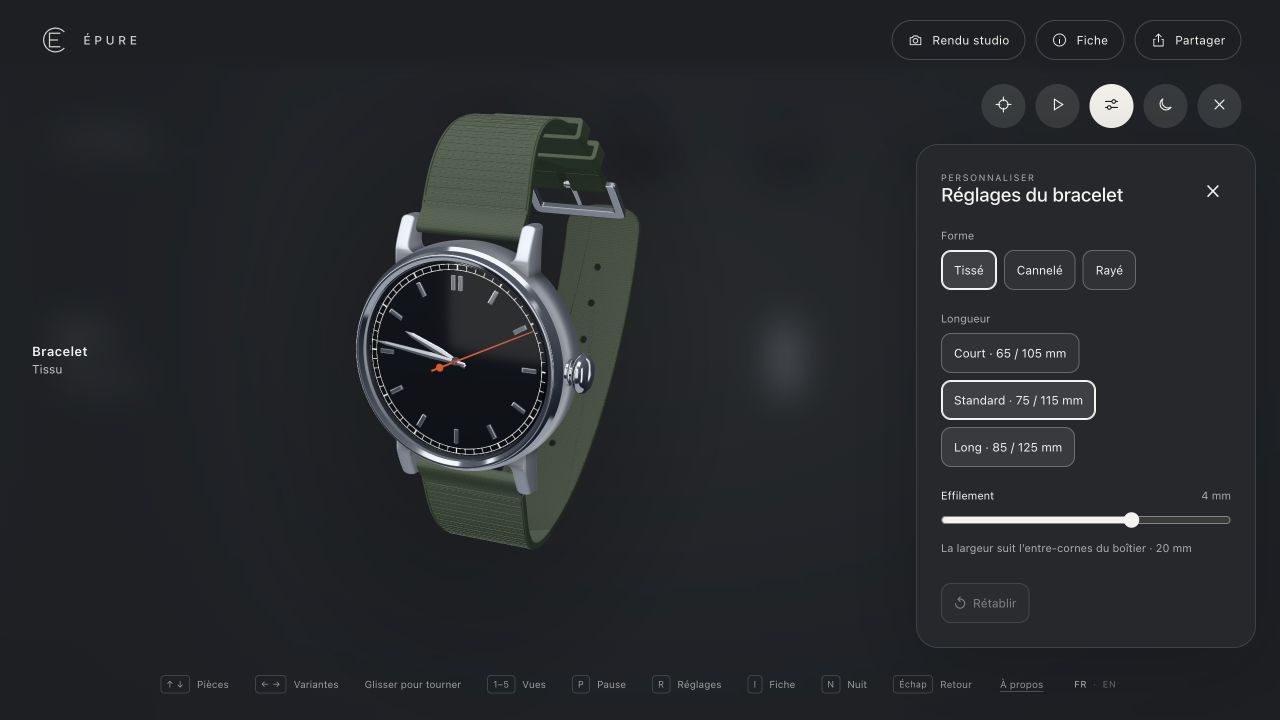 ÉPURE
Rendu studio
Fiche
Partager
PERSONNALISER
Réglages du bracelet
Forme
Tissé
Cannelé
Rayé
Longueur
Court · 65 / 105 mm
Standard · 75 / 115 mm
Long · 85 / 125 mm
Effilement
4 mm
La largeur suit l'entre-cornes du boîtier · 20 mm
Rétablir
Bracelet
Tissu
↑ ↓ Pièces
← → Variantes
Glisser pour tourner
1–5 Vues
P Pause
R Réglages
I Fiche
N Nuit
Échap Retour
À propos
FR · EN